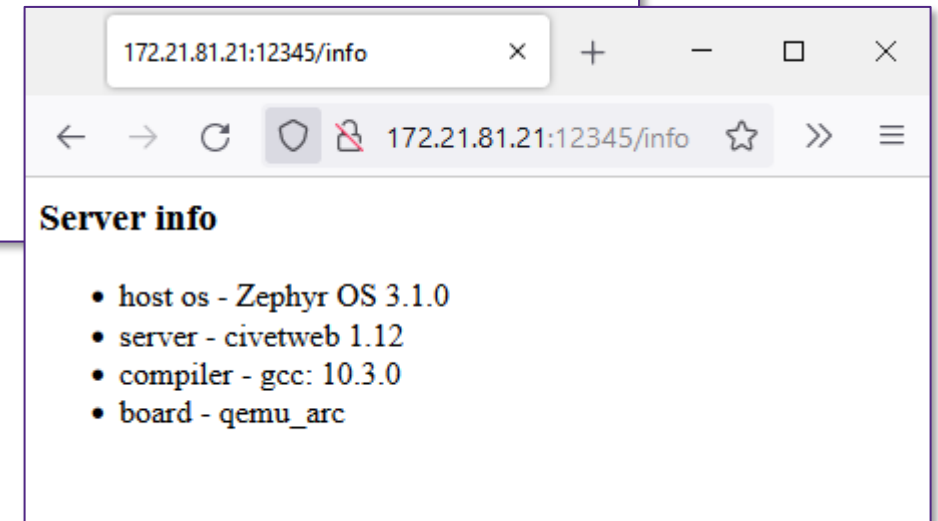 172.21.81.21:12345/info
172.21.81.21:12345/info
Server info
• host os - Zephyr OS 3.1.0
• server - civetweb 1.12
• compiler - gcc: 10.3.0
• board - qemu_arc